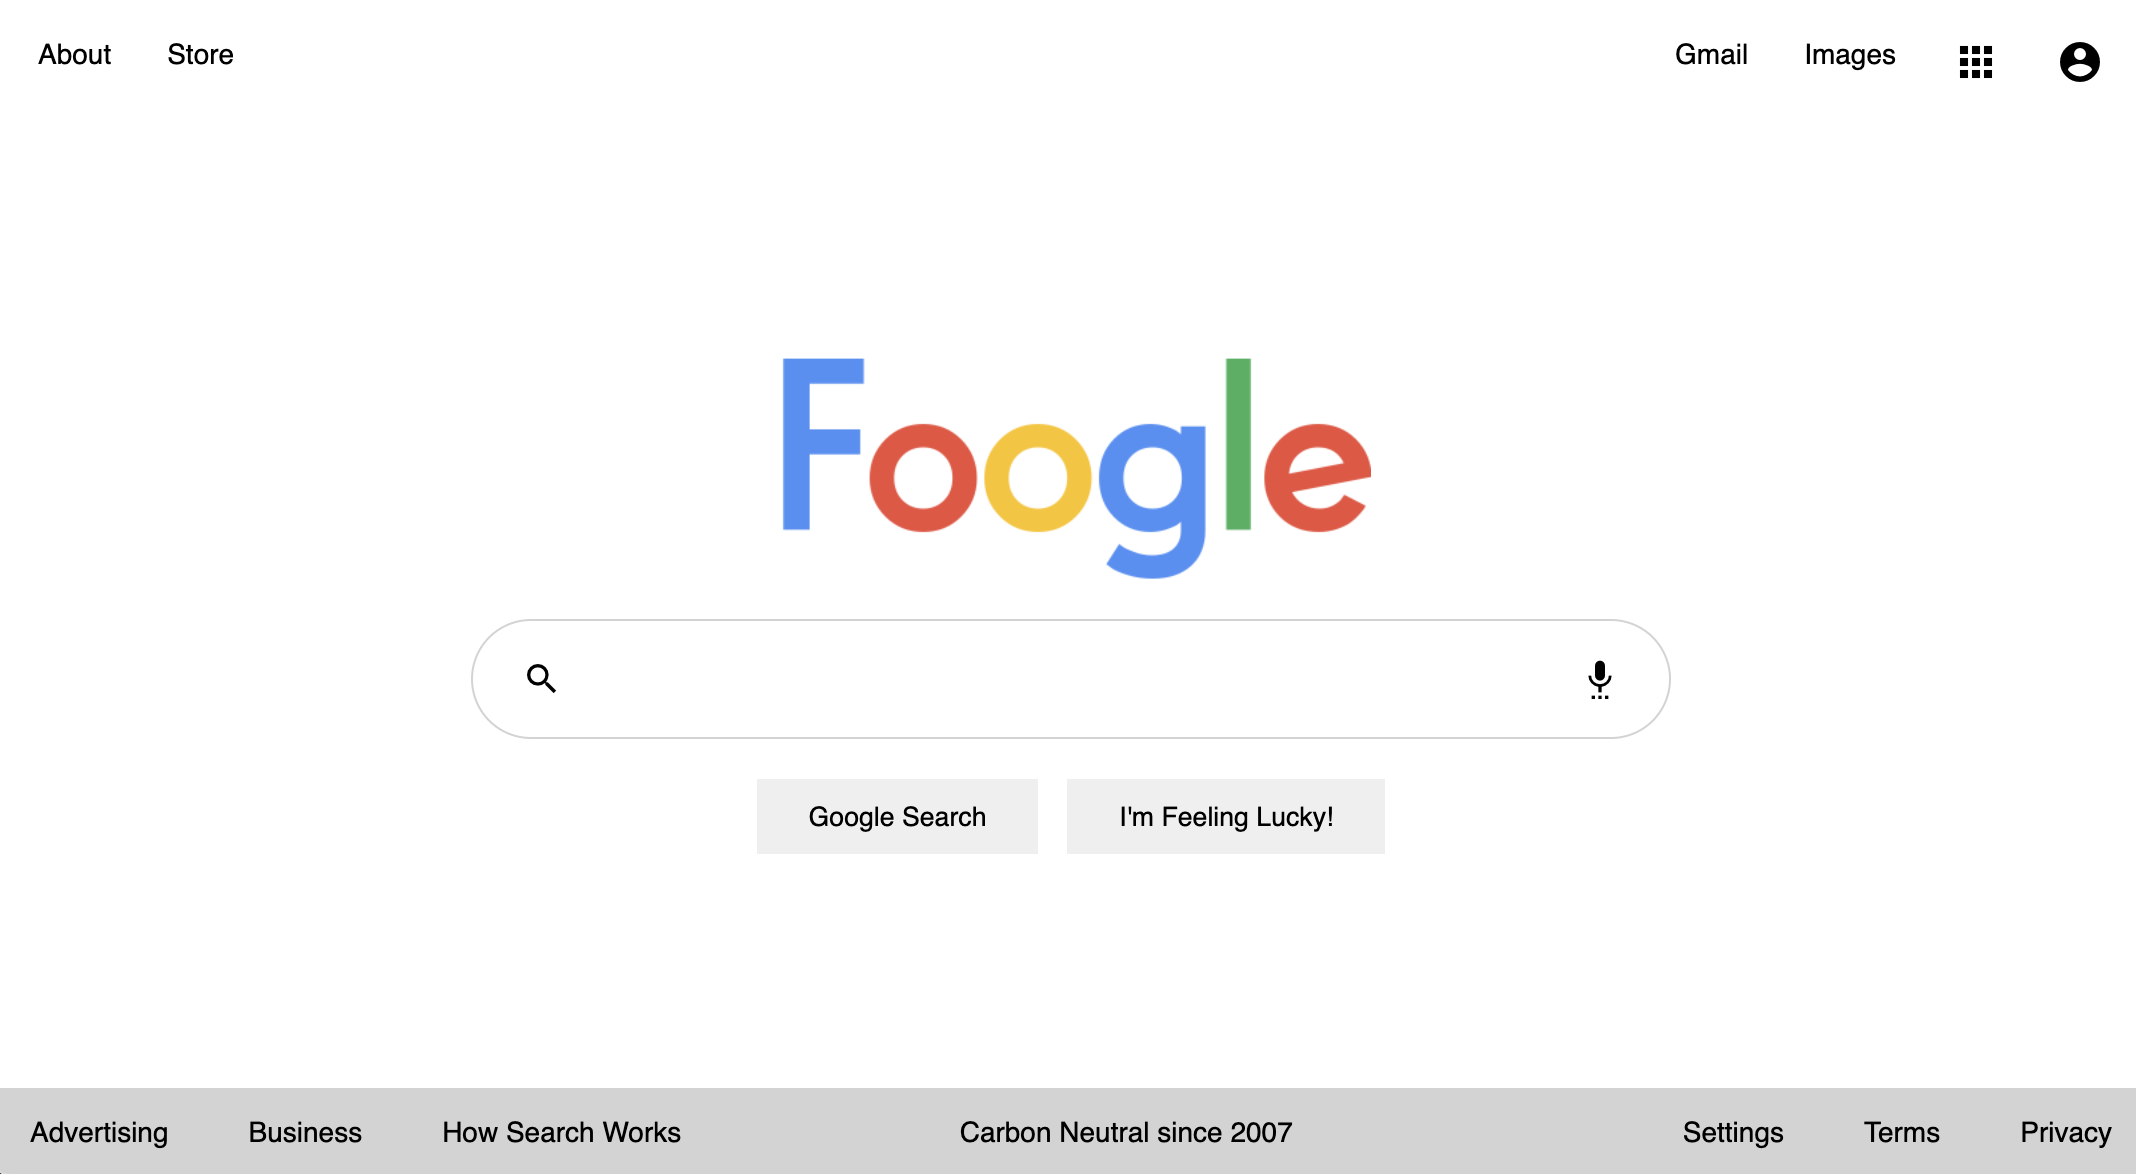 About Store Gmail Images
Foogle
Google Search I'm Feeling Lucky!
Advertising Business How Search Works Carbon Neutral since 2007 Settings Terms Privacy